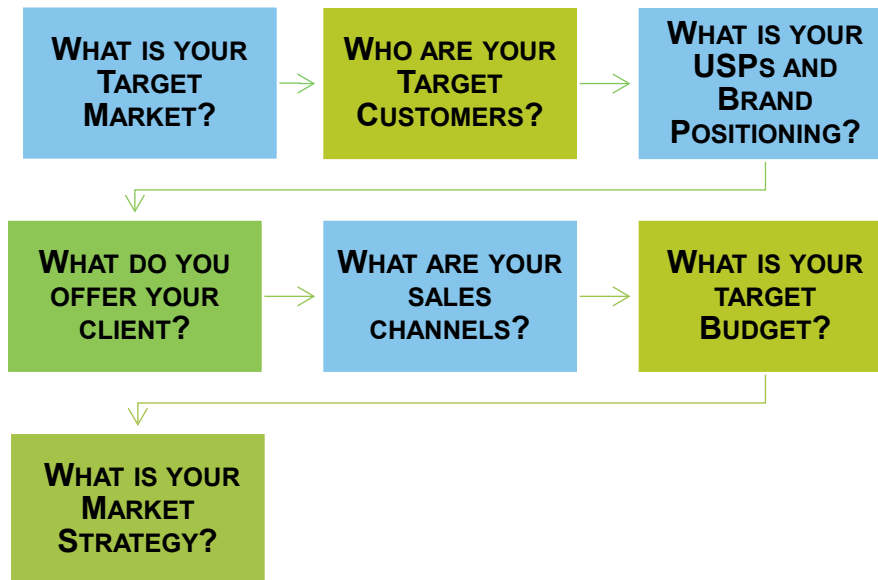 WHAT IS YOUR
TARGET
MARKET?
WHO ARE YOUR
TARGET
CUSTOMERS?
WHAT IS YOUR
USPS AND
BRAND
POSITIONING?
WHAT DO YOU
OFFER YOUR
CLIENT?
WHAT ARE YOUR
SALES
CHANNELS?
WHAT IS YOUR
TARGET
BUDGET?
WHAT IS YOUR
MARKET
STRATEGY?